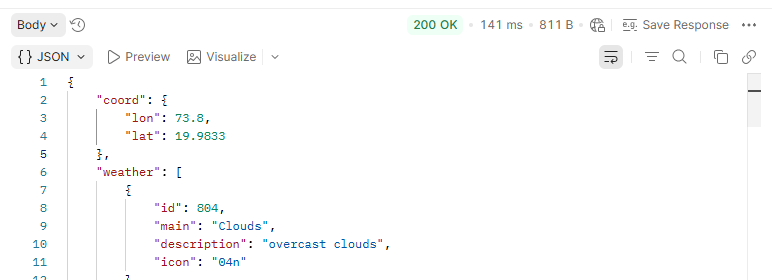 Body 200 OK • 141 ms • 811 B • e.g. Save Response
{} JSON Preview Visualize
1 {
2 "coord": {
3 "lon": 73.8,
4 "lat": 19.9833
5 },
6 "weather": [
7 {
8 "id": 804,
9 "main": "Clouds",
10 "description": "overcast clouds",
11 "icon": "04n"
12 }